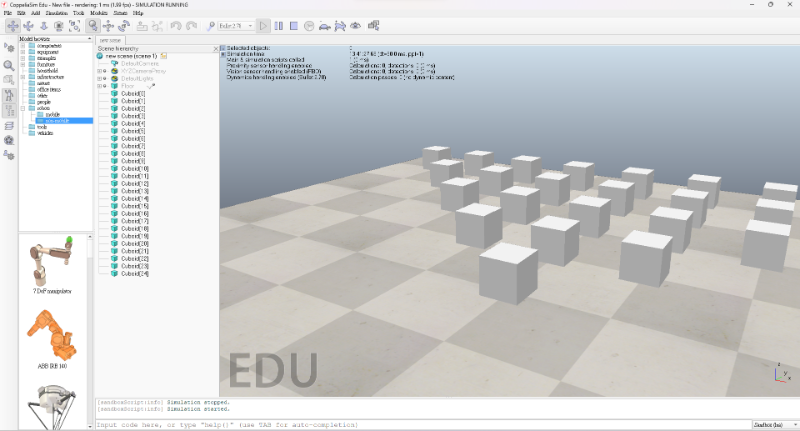 CoppeliaSim Edu - New file - rendering: 1 ms (1.99 fps) - SIMULATION RUNNING
File Edit Add Simulation Tools Modules Scenes Help
Bullet 2.78
Model browser
components
equipment
examples
furniture
household
infrastructure
nature
office items
other
people
robots
mobile
non-mobile
tools
vehicles
7 DoF manipulator
ABB IRB 140
new scene
Scene hierarchy
new scene (scene 1)
DefaultCamera
XYZCameraProxy
DefaultLights
Floor
Cuboid[0]
Cuboid[1]
Cuboid[2]
Cuboid[3]
Cuboid[4]
Cuboid[5]
Cuboid[6]
Cuboid[7]
Cuboid[8]
Cuboid[9]
Cuboid[10]
Cuboid[11]
Cuboid[12]
Cuboid[13]
Cuboid[14]
Cuboid[15]
Cuboid[16]
Cuboid[17]
Cuboid[18]
Cuboid[19]
Cuboid[20]
Cuboid[21]
Cuboid[22]
Cuboid[23]
Cuboid[24]
Selected objects:
Simulation time
Main & simulation scripts called
Proximity sensor handling enabled
Vision sensor handling enabled (FBO)
Dynamics handling enabled (Bullet 2.78)
EDU
z
y
x
[sandboxScript:info] Simulation stopped.
[sandboxScript:info] Simulation started.
Input code here, or type "help()" (use TAB for auto-completion)
Sandbox (lua)